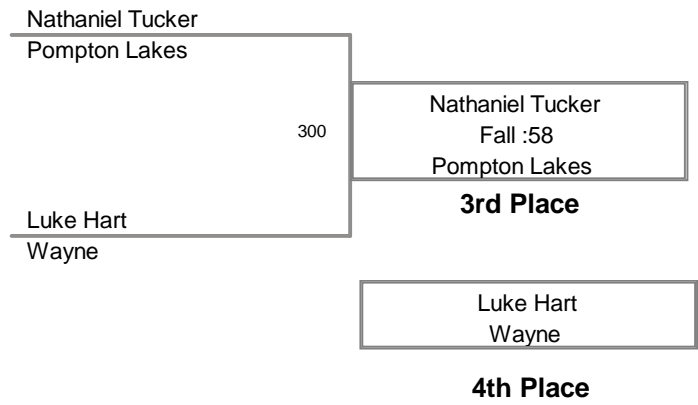 Nathaniel Tucker
Pompton Lakes
300
Nathaniel Tucker
Fall :58
Pompton Lakes
3rd Place
Luke Hart
Wayne
Luke Hart
Wayne
4th Place